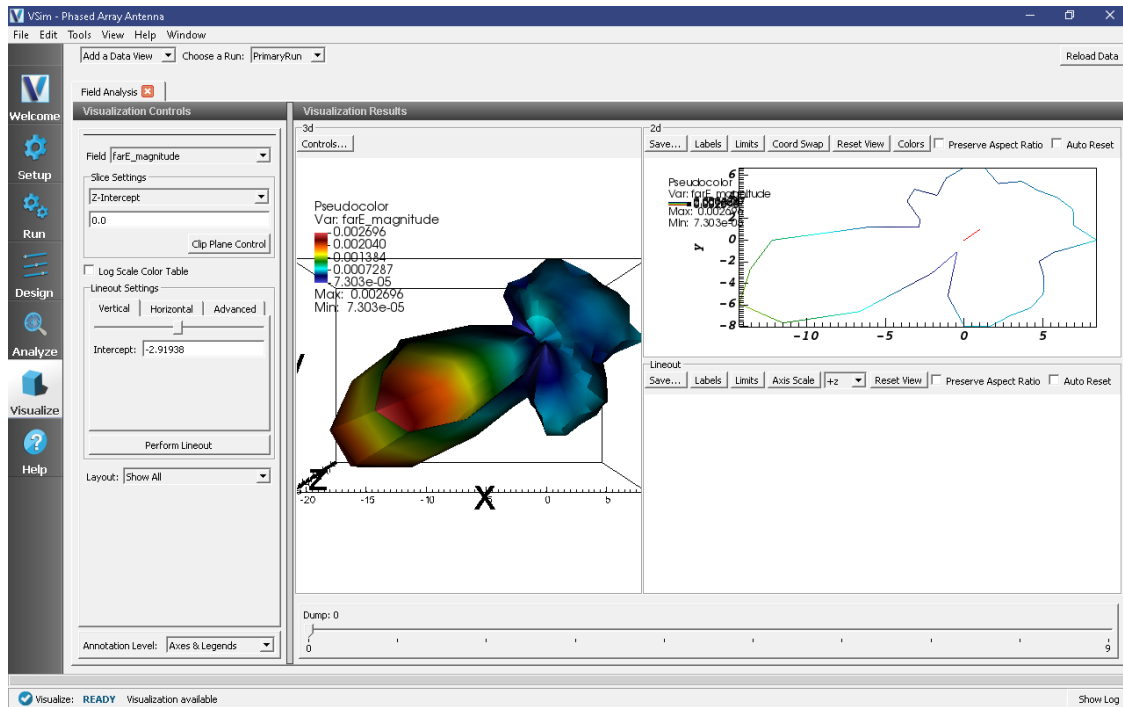 VSim - Phased Array Antenna
File Edit Tools View Help Window
Add a Data View Choose a Run: PrimaryRun Reload Data
Welcome
Setup
Run
Design
Analyze
Visualize
Help
Field Analysis
Visualization Controls
Field farE_magnitude
Slice Settings
Z-Intercept
0.0
Clip Plane Control
Log Scale Color Table
Lineout Settings
Vertical Horizontal Advanced
Intercept: -2.91938
Perform Lineout
Layout: Show All
Annotation Level: Axes & Legends
Visualization Results
3d
Controls...
Pseudocolor
Var: farE_magnitude
0.002696
0.002040
0.001384
0.0007287
7.303e-05
Max: 0.002696
Min: 7.303e-05
Z
X
-20 -15 -10 -5 0 5
2d
Save... Labels Limits Coord Swap Reset View Colors Preserve Aspect Ratio Auto Reset
Pseudocolor
Var: farE_magnitude
Max: 0.002696
Min: 7.303e-05
Y
6
4
2
0
-2
-4
-6
-8
-10 -5 0 5
Lineout
Save... Labels Limits Axis Scale +z Reset View Preserve Aspect Ratio Auto Reset
Dump: 0
0 9
Visualize: READY Visualization available Show Log